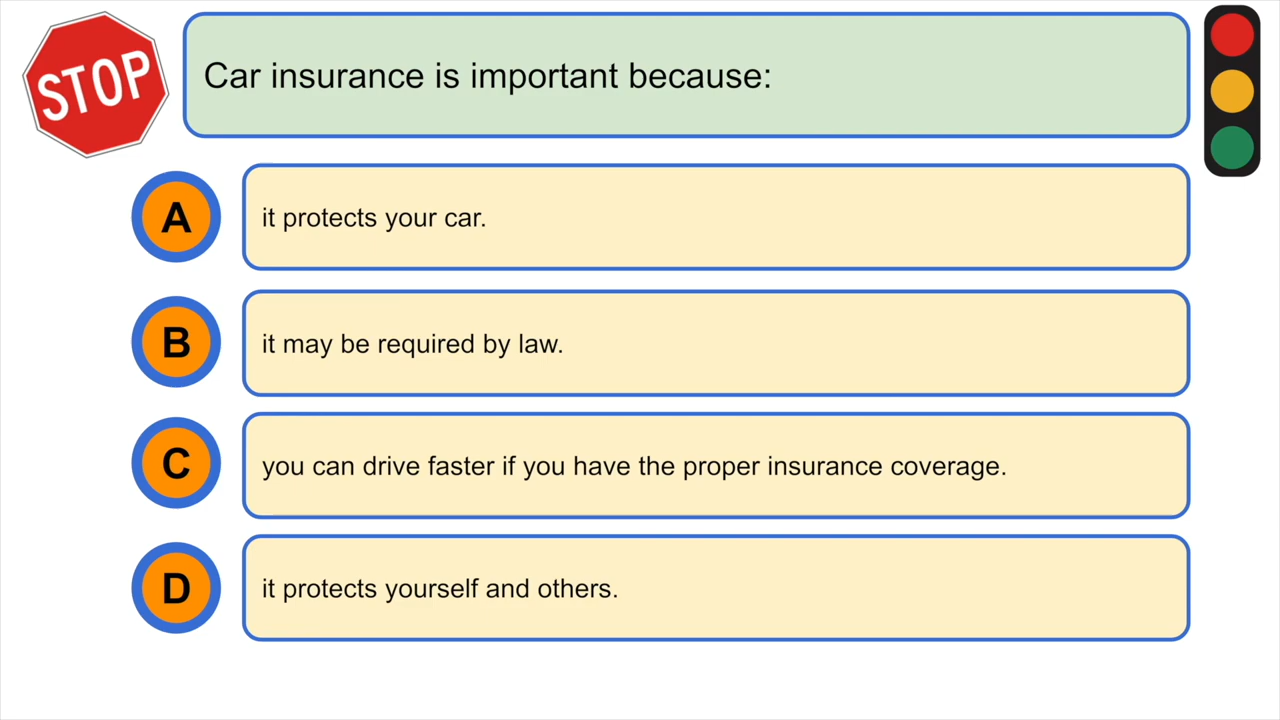 STOP
Car insurance is important because:
A
it protects your car.
B
it may be required by law.
C
you can drive faster if you have the proper insurance coverage.
D
it protects yourself and others.